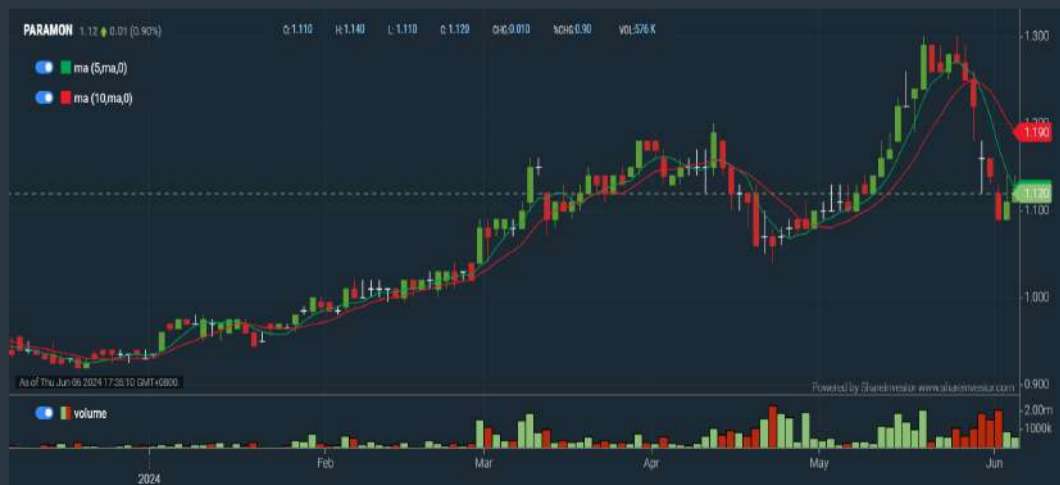 PARAMON 1.12 0.01 (0.90%) O:1.110 H:1.140 L: 1.110 C:1.120 CHG:0.010 %CHG:0.90 VOL:576 K
ma (5,ma,0)
ma (10,ma,0)
1.300
1.200
1.190
1.120
1.100
1.000
0.900
As of Thu Jun 06 2024 17:35:10 GMT+0800
Powered by ShareInvestor www.shareinvestor.com
volume
2.00m
1000k
Feb Mar Apr May Jun
2024